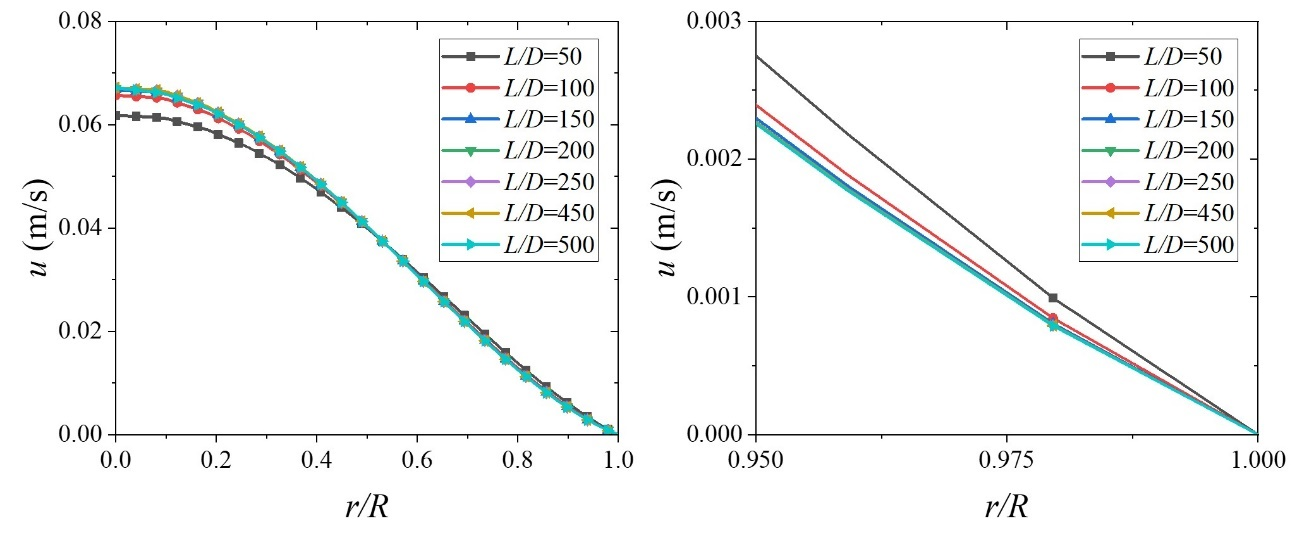 0.08
0.06
0.04
0.02
0.00
u (m/s)
0.0 0.2 0.4 0.6 0.8 1.0
r/R
L/D=50
L/D=100
L/D=150
L/D=200
L/D=250
L/D=450
L/D=500
0.003
0.002
0.001
0.000
u (m/s)
0.950 0.975 1.000
r/R
L/D=50
L/D=100
L/D=150
L/D=200
L/D=250
L/D=450
L/D=500